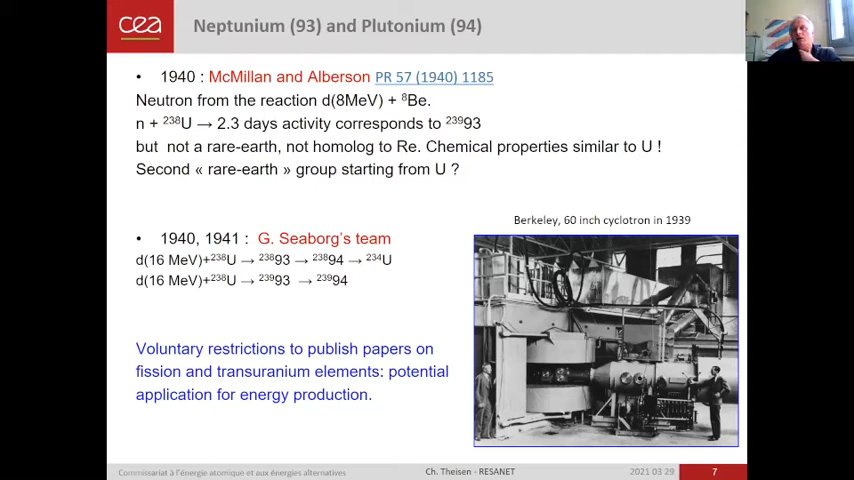 cea
Neptunium (93) and Plutonium (94)
• 1940 : McMillan and Alberson PR 57 (1940) 1185
Neutron from the reaction d(8MeV) + ⁸Be.
n + ²³⁸U → 2.3 days activity corresponds to ²³⁹93
but not a rare-earth, not homolog to Re. Chemical properties similar to U !
Second « rare-earth » group starting from U ?
Berkeley, 60 inch cyclotron in 1939
• 1940, 1941 : G. Seaborg's team
d(16 MeV)+²³⁸U → ²³⁸93 → ²³⁸94 → ²³⁴U
d(16 MeV)+²³⁸U → ²³⁹93 → ²³⁹94
Voluntary restrictions to publish papers on
fission and transuranium elements: potential
application for energy production.
Commissariat à l'énergie atomique et aux énergies alternatives
Ch. Theisen - RESANET
2021 03 29
7